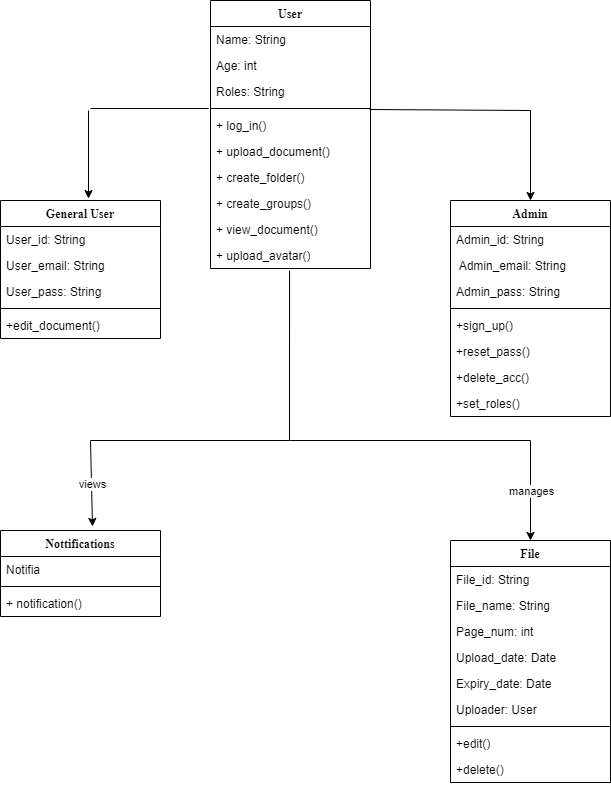 User
Name: String
Age: int
Roles: String
+ log_in()
+ upload_document()
+ create_folder()
+ create_groups()
+ view_document()
+ upload_avatar()
General User
User_id: String
User_email: String
User_pass: String
+edit_document()
Admin
Admin_id: String
Admin_email: String
Admin_pass: String
+sign_up()
+reset_pass()
+delete_acc()
+set_roles()
views
manages
Nottifications
Notifia
+ notification()
File
File_id: String
File_name: String
Page_num: int
Upload_date: Date
Expiry_date: Date
Uploader: User
+edit()
+delete()